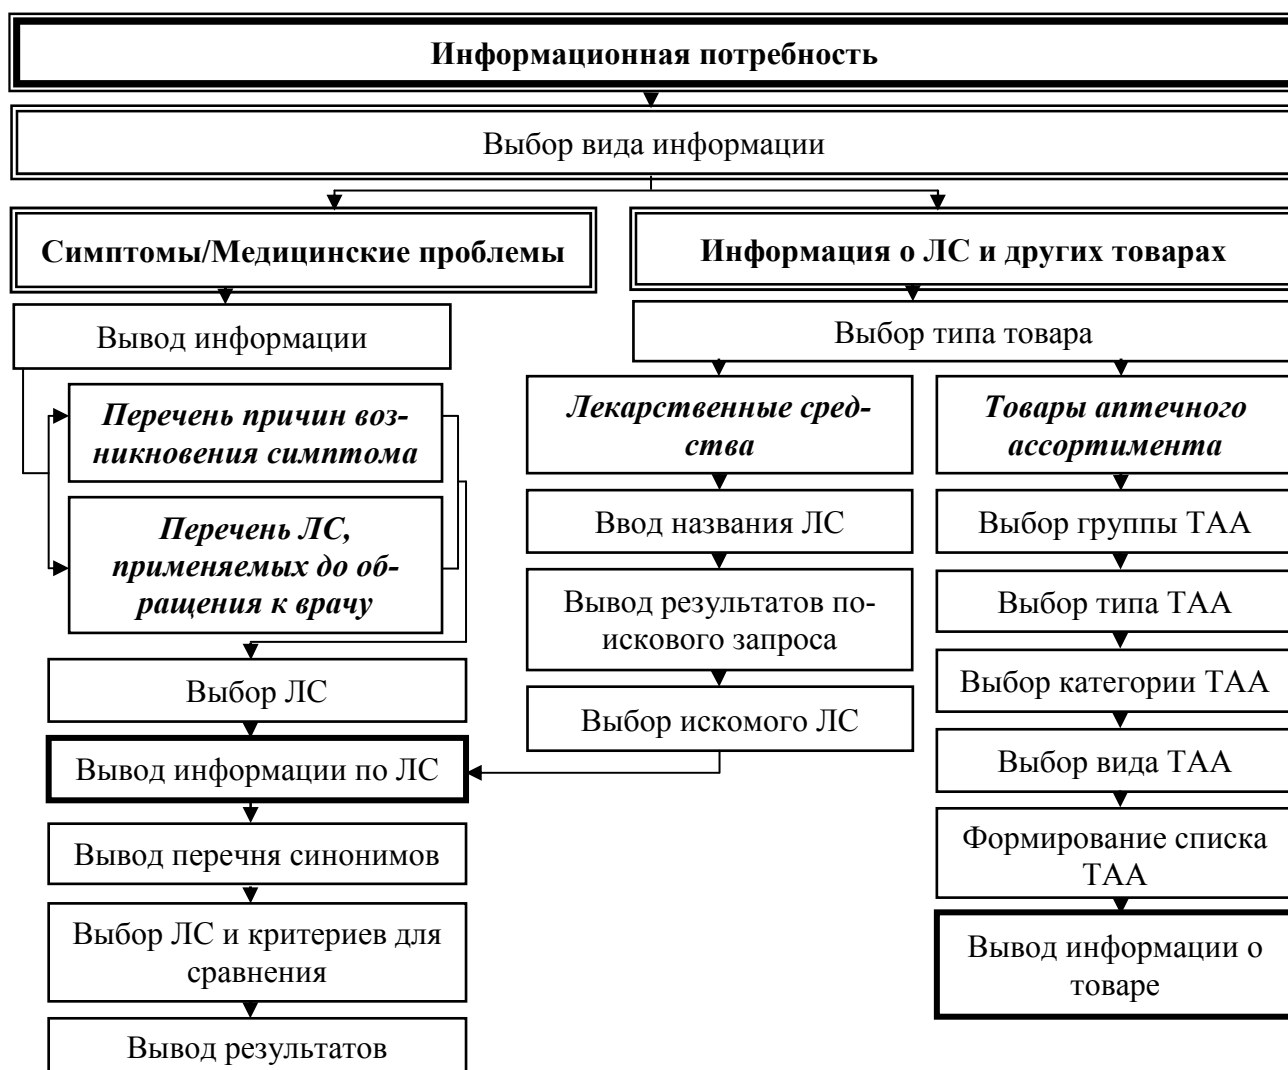 Информационная потребность
Выбор вида информации
Симптомы/Медицинские проблемы
Информация о ЛС и других товарах
Вывод информации
Выбор типа товара
Перечень причин воз-
никновения симптома
Лекарственные сред-
ства
Товары аптечного
ассортимента
Перечень ЛС,
применяемых до об-
ращения к врачу
Ввод названия ЛС
Выбор группы ТАА
Вывод результатов по-
искового запроса
Выбор типа ТАА
Выбор ЛС
Выбор искомого ЛС
Выбор категории ТАА
Вывод информации по ЛС
Выбор вида ТАА
Вывод перечня синонимов
Формирование списка
ТАА
Выбор ЛС и критериев для
сравнения
Вывод информации о
товаре
Вывод результатов